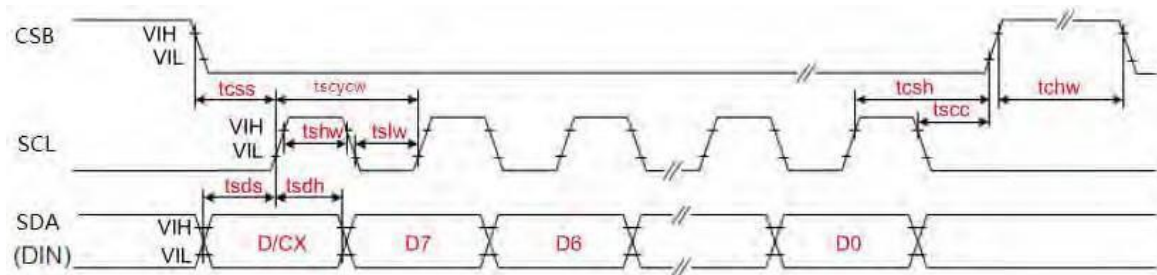 CSB VIH
VIL
tcss tscycw tcsh tchw
tscc
SCL VIH tshw tslw
VIL
tsds tsdh
SDA VIH
(DIN) VIL D/CX D7 D6 D0